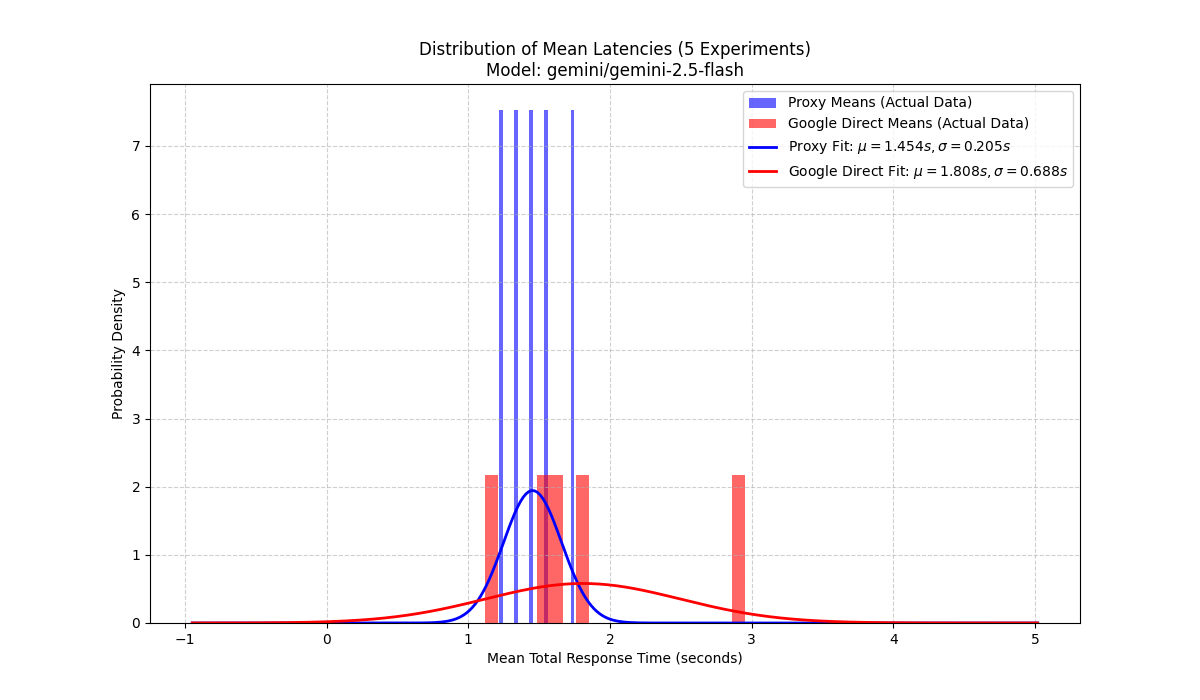 Distribution of Mean Latencies (5 Experiments)
Model: gemini/gemini-2.5-flash
Proxy Means (Actual Data)
Google Direct Means (Actual Data)
Proxy Fit: μ = 1.454s, σ = 0.205s
Google Direct Fit: μ = 1.808s, σ = 0.688s
Probability Density
7
6
5
4
3
2
1
0
−1 0 1 2 3 4 5
Mean Total Response Time (seconds)